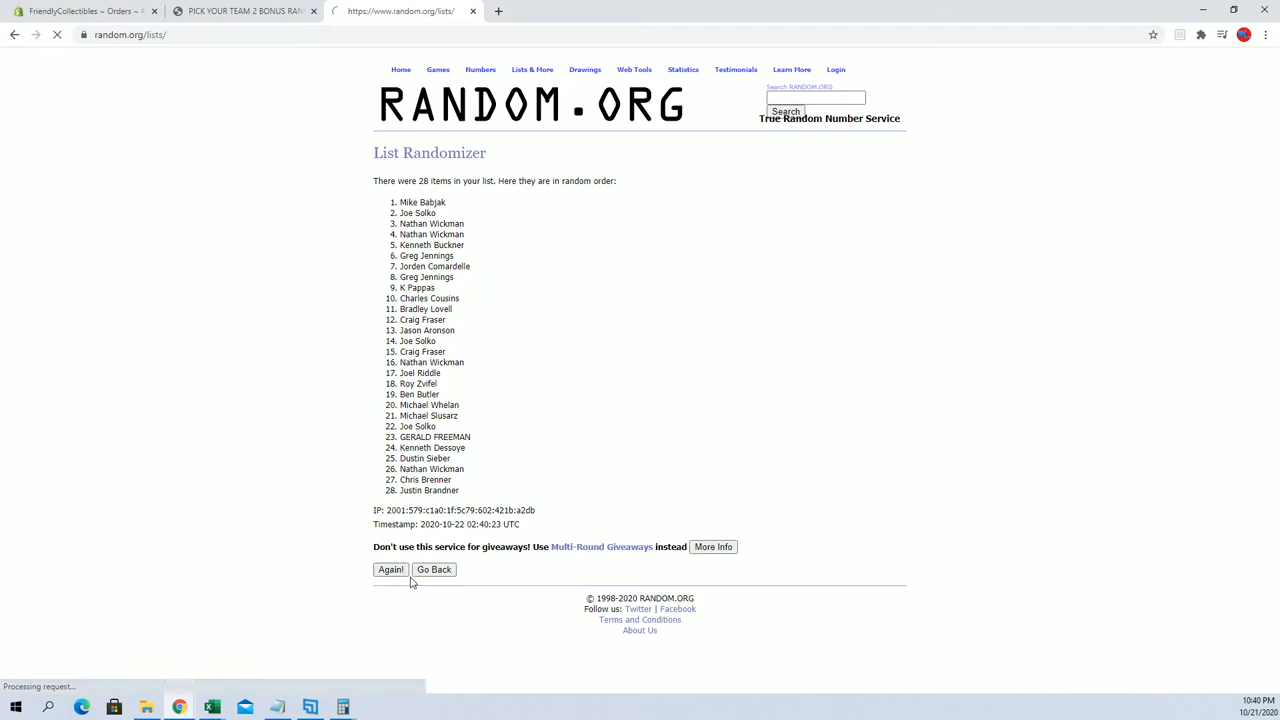 FriendlyCollectibles ~ Orders ~ S
PICK YOUR TEAM 2 BONUS RAN
https://www.random.org/lists/
random.org/lists/
Home Games Numbers Lists & More Drawings Web Tools Statistics Testimonials Learn More Login
RANDOM.ORG
Search RANDOM.ORG
Search
True Random Number Service
List Randomizer
There were 28 items in your list. Here they are in random order:
1. Mike Babjak
2. Joe Solko
3. Nathan Wickman
4. Nathan Wickman
5. Kenneth Buckner
6. Greg Jennings
7. Jorden Comardelle
8. Greg Jennings
9. K Pappas
10. Charles Cousins
11. Bradley Lovell
12. Craig Fraser
13. Jason Aronson
14. Joe Solko
15. Craig Fraser
16. Nathan Wickman
17. Joel Riddle
18. Roy Zvifel
19. Ben Butler
20. Michael Whelan
21. Michael Slusarz
22. Joe Solko
23. GERALD FREEMAN
24. Kenneth Dessoye
25. Dustin Sieber
26. Nathan Wickman
27. Chris Brenner
28. Justin Brandner
IP: 2001:579:c1a0:1f:5c79:602:421b:a2db
Timestamp: 2020-10-22 02:40:23 UTC
Don't use this service for giveaways! Use Multi-Round Giveaways instead More Info
Again! Go Back
© 1998-2020 RANDOM.ORG
Follow us: Twitter | Facebook
Terms and Conditions
About Us
Processing request...
10:40 PM
10/21/2020